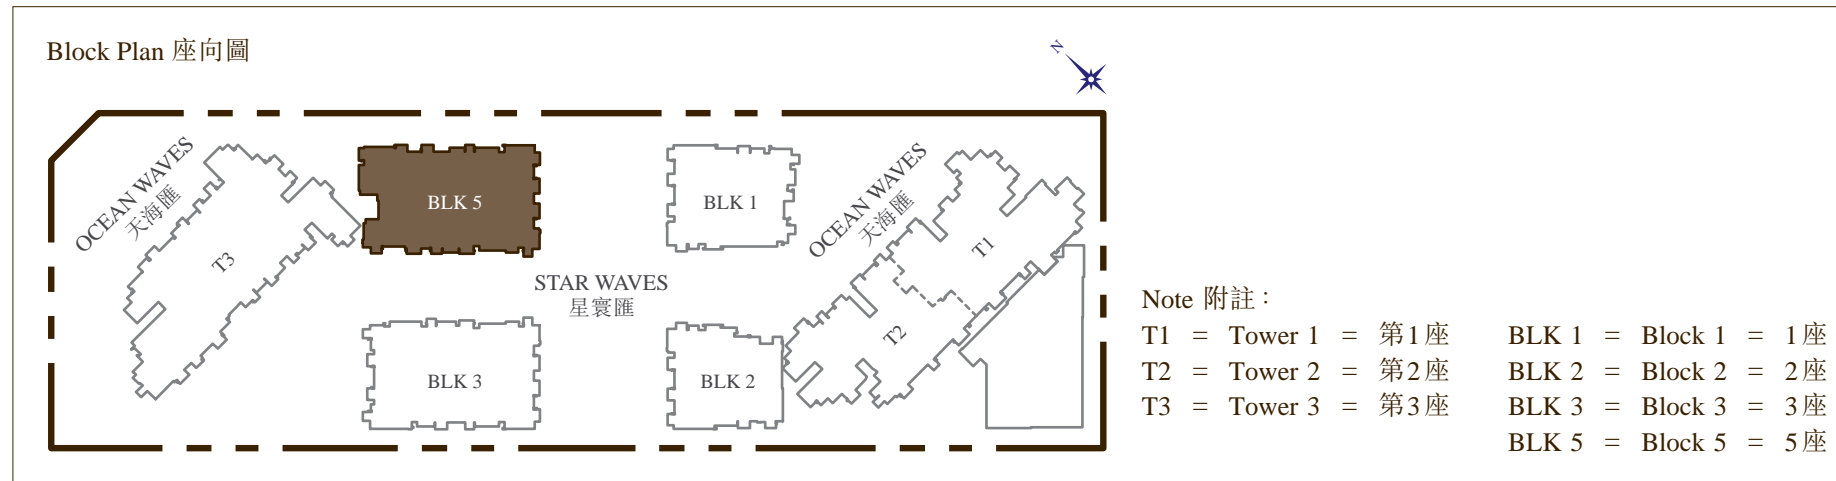 Block Plan 座向圖
N
OCEAN WAVES
天海匯
T3
BLK 5
BLK 1
OCEAN WAVES
天海匯
T1
STAR WAVES
星寰匯
T2
BLK 3
BLK 2
Note 附註：
T1 = Tower 1 = 第1座 BLK 1 = Block 1 = 1座
T2 = Tower 2 = 第2座 BLK 2 = Block 2 = 2座
T3 = Tower 3 = 第3座 BLK 3 = Block 3 = 3座
BLK 5 = Block 5 = 5座